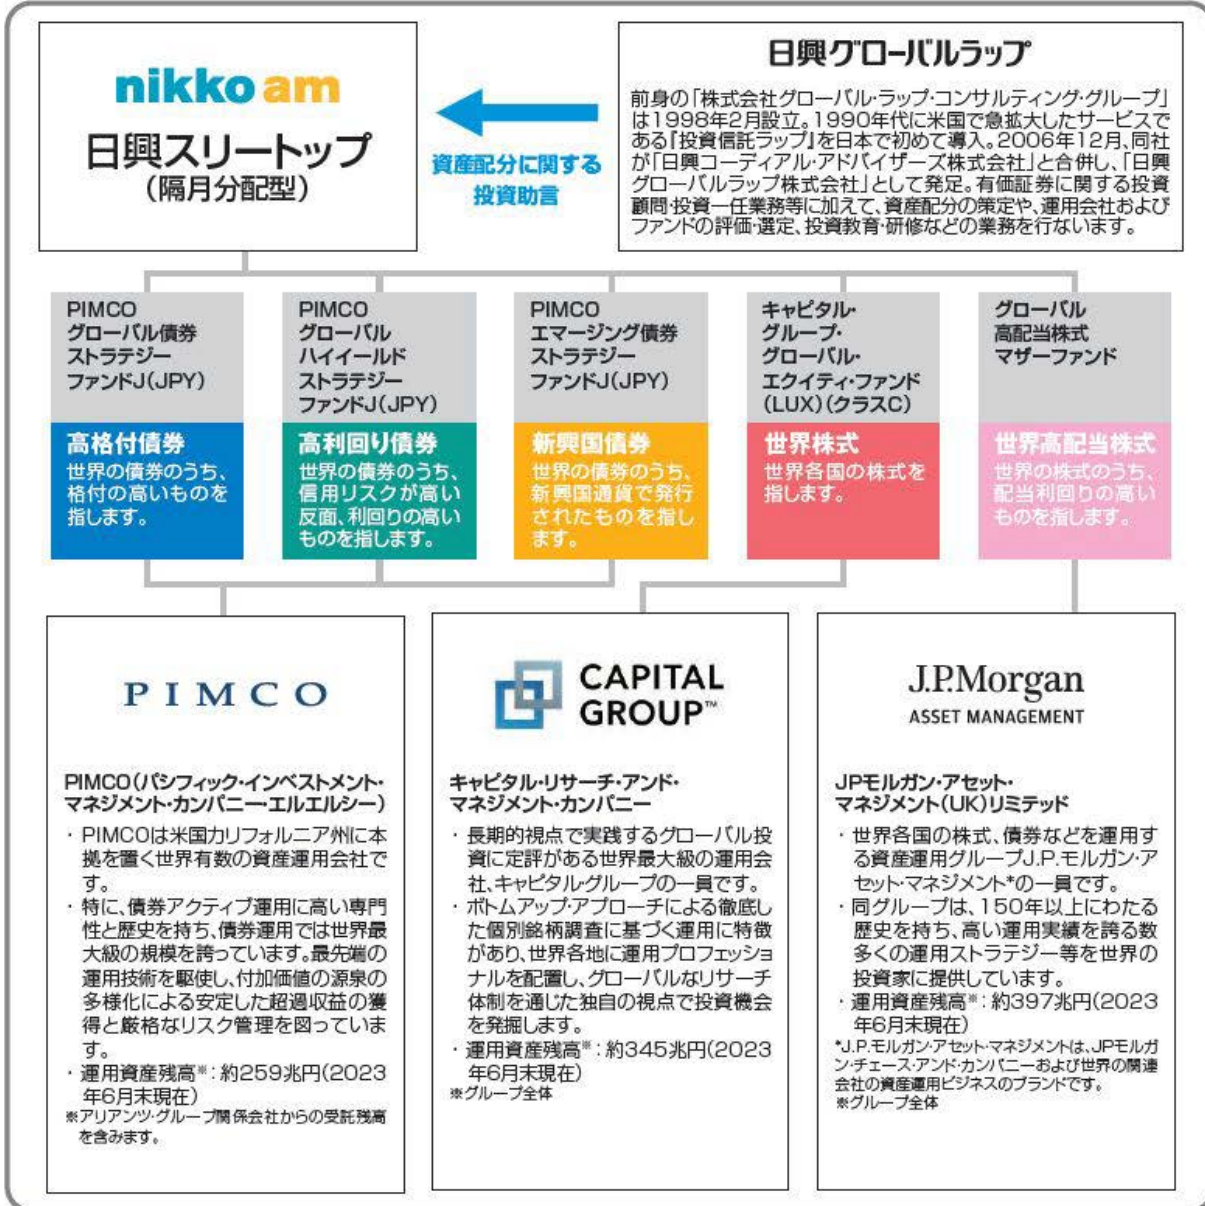 nikko am
日興スリートップ
(隔月分配型)
資産配分に関する
投資助言
日興グローバルラップ
前身の「株式会社グローバル・ラップ・コンサルティング・グループ」
は1998年2月設立。1990年代に米国で急拡大したサービスで
ある『投資信託ラップ』を日本で初めて導入。2006年12月、同社
が「日興コーディアル・アドバイザーズ株式会社」と合併し、「日興
グローバルラップ株式会社」として発足。有価証券に関する投資
顧問・投資一任業務等に加えて、資産配分の策定や、運用会社および
ファンドの評価・選定、投資教育・研修などの業務を行ないます。
PIMCO
グローバル債券
ストラテジー
ファンドJ(JPY)
高格付債券
世界の債券のうち、
格付の高いものを
指します。
PIMCO
グローバル
ハイイールド
ストラテジー
ファンドJ(JPY)
高利回り債券
世界の債券のうち、
信用リスクが高い
反面、利回りの高い
ものを指します。
PIMCO
エマージング債券
ストラテジー
ファンドJ(JPY)
新興国債券
世界の債券のうち、
新興国通貨で発行
されたものを指し
ます。
キャピタル・
グループ・
グローバル・
エクイティ・ファンド
(LUX)(クラスC)
世界株式
世界各国の株式を
指します。
グローバル
高配当株式
マザーファンド
世界高配当株式
世界の株式のうち、
配当利回りの高い
ものを指します。
PIMCO
PIMCO(パシフィック・インベストメント・
マネジメント・カンパニー・エルエルシー)
・PIMCOは米国カリフォルニア州に本
拠を置く世界有数の資産運用会社で
す。
・特に、債券アクティブ運用に高い専門
性と歴史を持ち、債券運用では世界最
大級の規模を誇っています。最先端の
運用技術を駆使し、付加価値の源泉の
多様化による安定した超過収益の獲
得と厳格なリスク管理を図っていま
す。
・運用資産残高※:約259兆円(2023
年6月末現在)
※アリアンツ・グループ関係会社からの受託残高
を含みます。
CAPITAL
GROUP™
キャピタル・リサーチ・アンド・
マネジメント・カンパニー
・長期的視点で実践するグローバル投
資に定評がある世界最大級の運用会
社、キャピタル・グループの一員です。
・ボトムアップ・アプローチによる徹底し
た個別銘柄調査に基づく運用に特徴
があり、世界各地に運用プロフェッショ
ナルを配置し、グローバルなリサーチ
体制を通じた独自の視点で投資機会
を発掘します。
・運用資産残高※:約345兆円(2023
年6月末現在)
※グループ全体
J.P.Morgan
ASSET MANAGEMENT
JPモルガン・アセット・
マネジメント(UK)リミテッド
・世界各国の株式、債券などを運用す
る資産運用グループJ.P.モルガン・ア
セット・マネジメント*の一員です。
・同グループは、150年以上にわたる
歴史を持ち、高い運用実績を誇る数
多くの運用ストラテジー等を世界の
投資家に提供しています。
・運用資産残高※:約397兆円(2023
年6月末現在)
*J.P.モルガン・アセット・マネジメントは、JPモルガ
ン・チェース・アンド・カンパニーおよび世界の関連
会社の資産運用ビジネスのブランドです。
※グループ全体